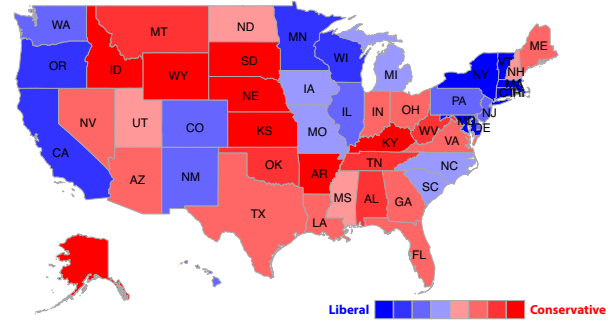 WA
MT
ND
MN
ME
VT
NH
OR
ID
SD
WI
MI
NY
MA
WY
NE
IA
PA
NJ
NV
UT
CO
IL
IN
OH
DE
CA
KS
MO
KY
WV
VA
AZ
NM
OK
AR
TN
NC
SC
TX
LA
MS
AL
GA
FL
Liberal
Conservative